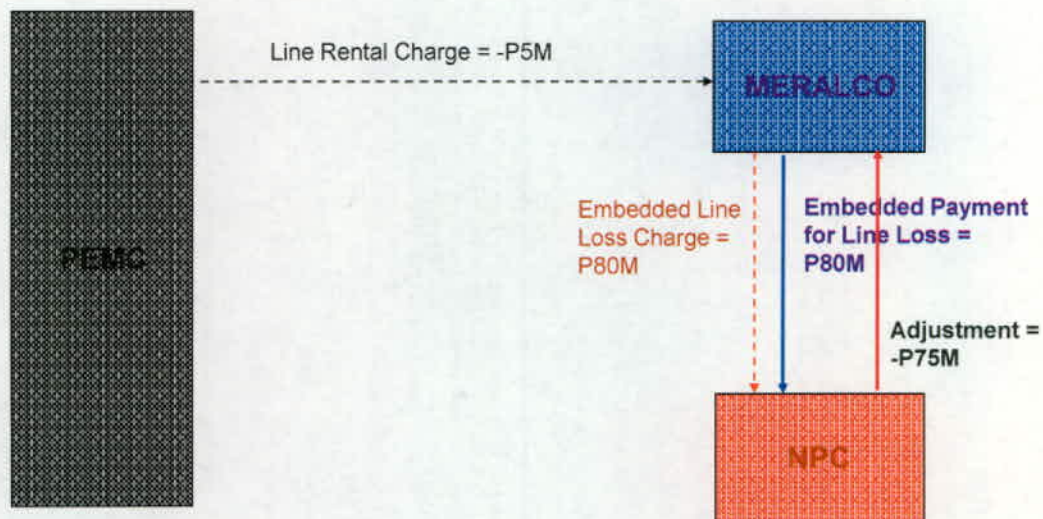 Line Rental Charge = -P5M
MERALCO
PEMC
Embedded Line
Loss Charge =
P80M
Embedded Payment
for Line Loss =
P80M
Adjustment =
-P75M
NPC